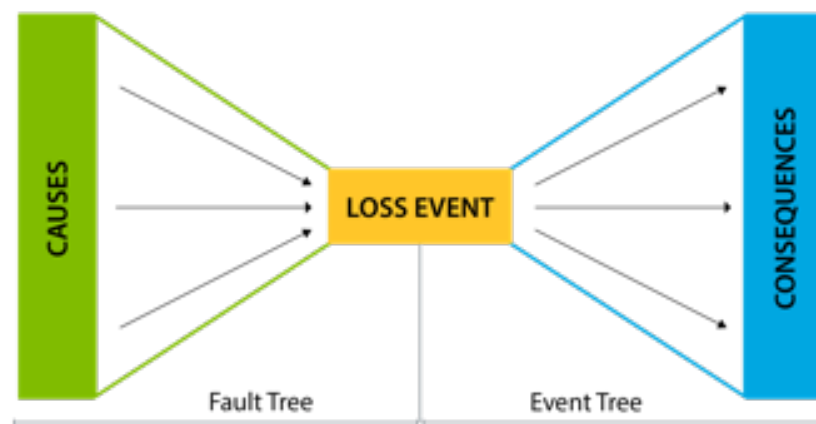 CAUSES
LOSS EVENT
CONSEQUENCES
Fault Tree
Event Tree